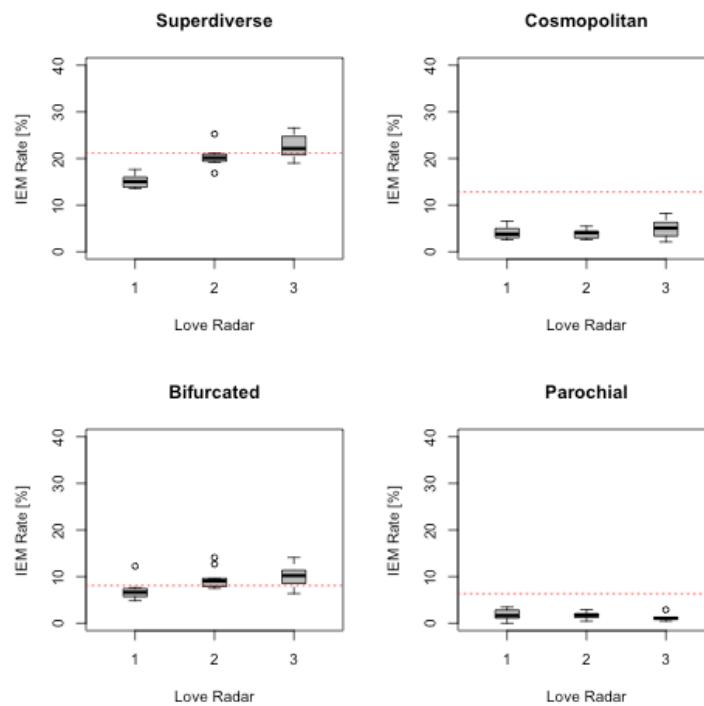 Superdiverse
IEM Rate [%]
40
30
20
10
0
1 2 3
Love Radar
Cosmopolitan
IEM Rate [%]
40
30
20
10
0
1 2 3
Love Radar
Bifurcated
IEM Rate [%]
40
30
20
10
0
1 2 3
Love Radar
Parochial
IEM Rate [%]
40
30
20
10
0
1 2 3
Love Radar